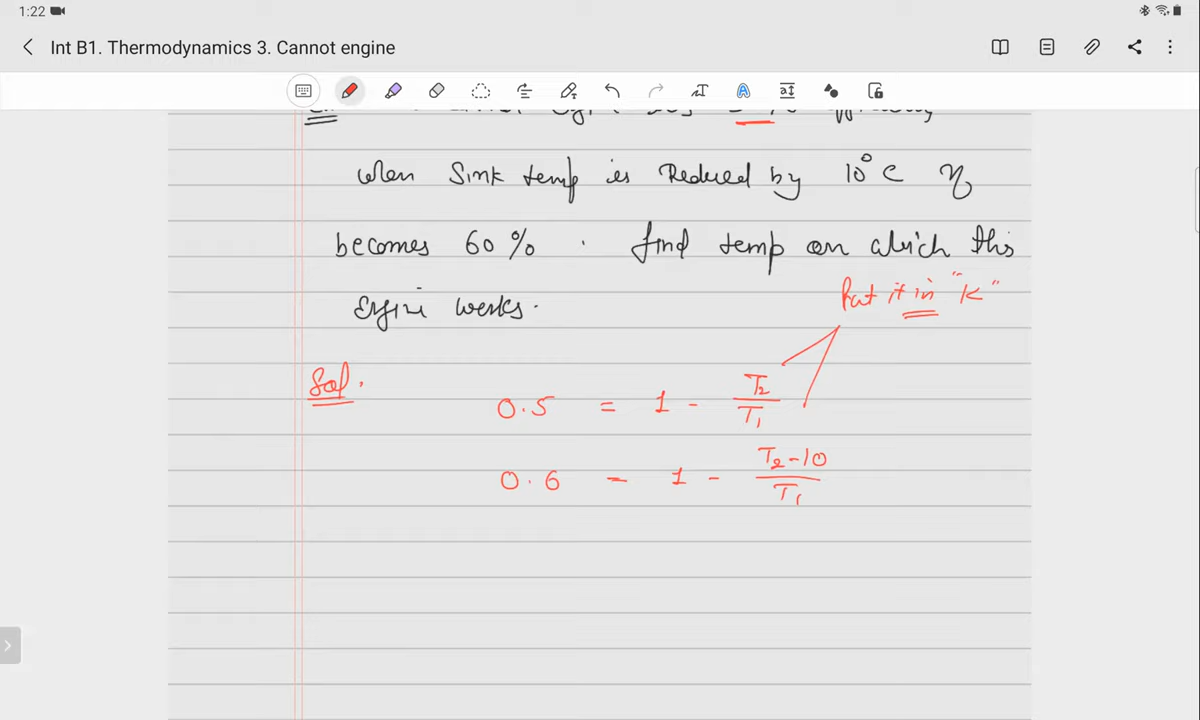 1:22
Int B1. Thermodynamics 3. Cannot engine
when Sink temp is Reduced by 10°C η
becomes 60%. find temp on which this
Engine works.
Put it in "K"
Sol.
0.5 = 1 - T₂/T₁
0.6 = 1 - T₂-10/T₁